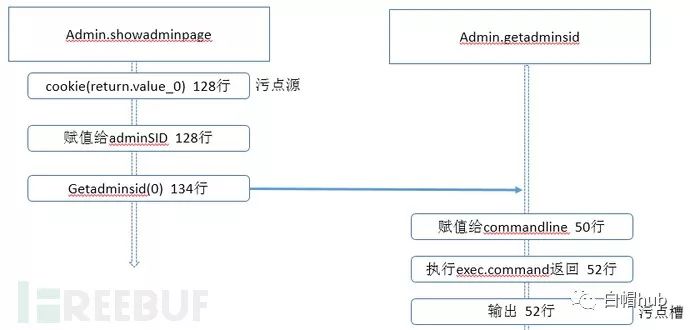 Admin.showadminpage
cookie(return.value_0) 128行
污点源
赋值给adminSID 128行
Getadminsid(0) 134行
Admin.getadminsid
赋值给commandline 50行
执行exec.command返回 52行
输出 52行
污点槽
REEBUF
白帽hub